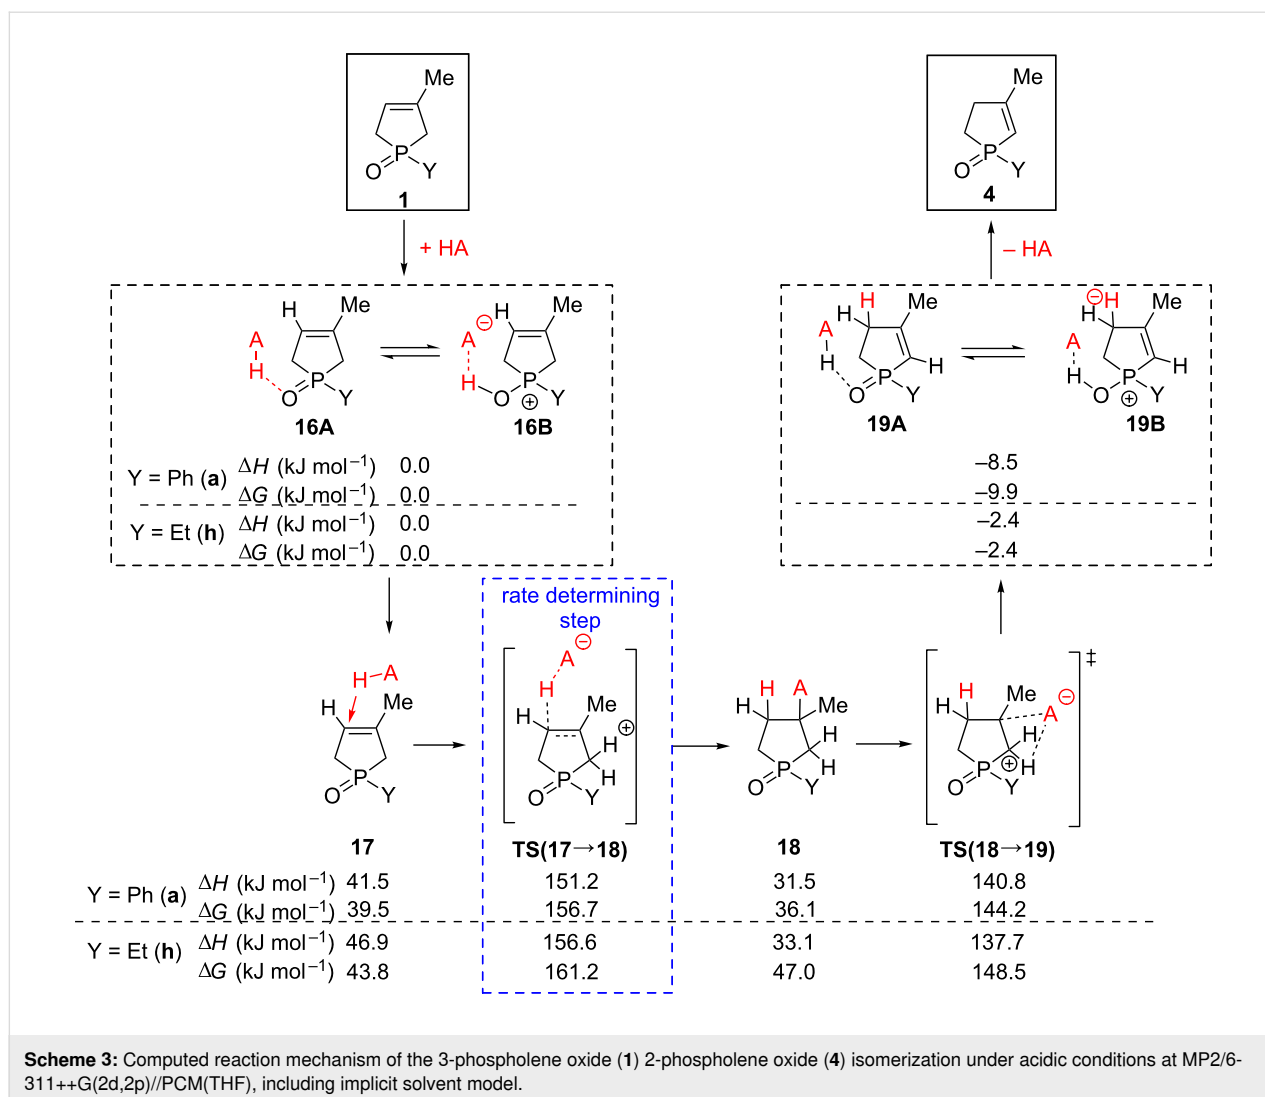 Me
Me
P
O
Y
1
P
O
Y
4
+ HA
– HA
H
Me
A
H
P
O
Y
16A
H
Me
A
⊖
H
O
P
⊕
Y
16B
H
H
Me
A
H
H
P
O
Y
19A
⊖
H
H
Me
A
H
H
O
P
⊕
Y
19B
Y = Ph (a)
ΔH (kJ mol−1) 0.0
ΔG (kJ mol−1) 0.0
Y = Et (h)
ΔH (kJ mol−1) 0.0
ΔG (kJ mol−1) 0.0
–8.5
–9.9
–2.4
–2.4
rate determining
step
H–A
H
Me
P
O
Y
17
A
⊖
H
H
Me
⊕
H
H
P
O
Y
TS(17→18)
H
A
H
Me
H
H
P
O
Y
18
‡
H
Me
A
⊖
H
H
⊕
H
P
O
Y
TS(18→19)
Y = Ph (a)
ΔH (kJ mol−1) 41.5 151.2 31.5 140.8
ΔG (kJ mol−1) 39.5 156.7 36.1 144.2
Y = Et (h)
ΔH (kJ mol−1) 46.9 156.6 33.1 137.7
ΔG (kJ mol−1) 43.8 161.2 47.0 148.5
Scheme 3: Computed reaction mechanism of the 3-phospholene oxide (1) 2-phospholene oxide (4) isomerization under acidic conditions at MP2/6-
311++G(2d,2p)//PCM(THF), including implicit solvent model.